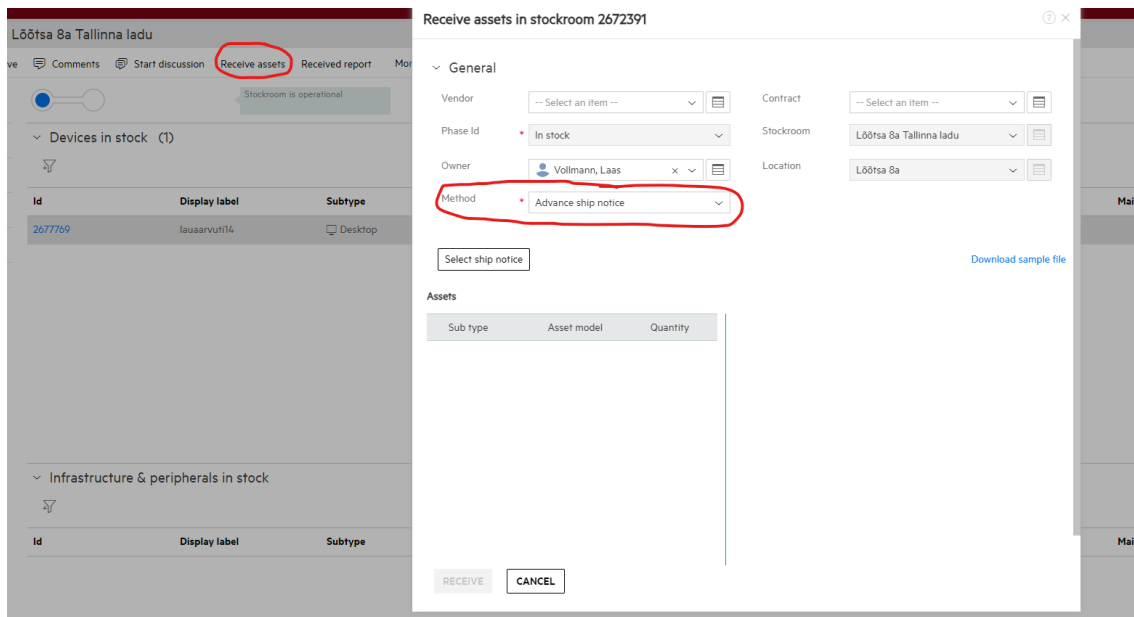 Receive assets in stockroom 2672391
Lõõtsa 8a Tallinna ladu
ve Comments Start discussion Receive assets Received report Mor
Stockroom is operational
Devices in stock (1)
Id Display label Subtype
2677769 lauaarvuti14 Desktop
Infrastructure & peripherals in stock
Id Display label Subtype
General
Vendor -- Select an item -- Contract -- Select an item --
Phase Id * In stock Stockroom Lõõtsa 8a Tallinna ladu
Owner Vollmann, Laas x Location Lõõtsa 8a
Method * Advance ship notice
Select ship notice Download sample file
Assets
Sub type Asset model Quantity
RECEIVE CANCEL
Mai
Mai